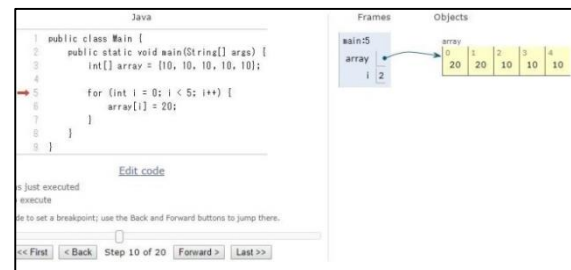 Java
1 public class Main {
2 public static void main(String[] args) {
3 int[] array = {10, 10, 10, 10, 10};
4
5 for (int i = 0; i < 5; i++) {
6 array[i] = 20;
7 }
8 }
9 }
Edit code
s just executed
execute
de to set a breakpoint; use the Back and Forward buttons to jump there.
<< First < Back Step 10 of 20 Forward > Last >>
Frames Objects
main:5
array
i 2
array
0 1 2 3 4
20 20 10 10 10